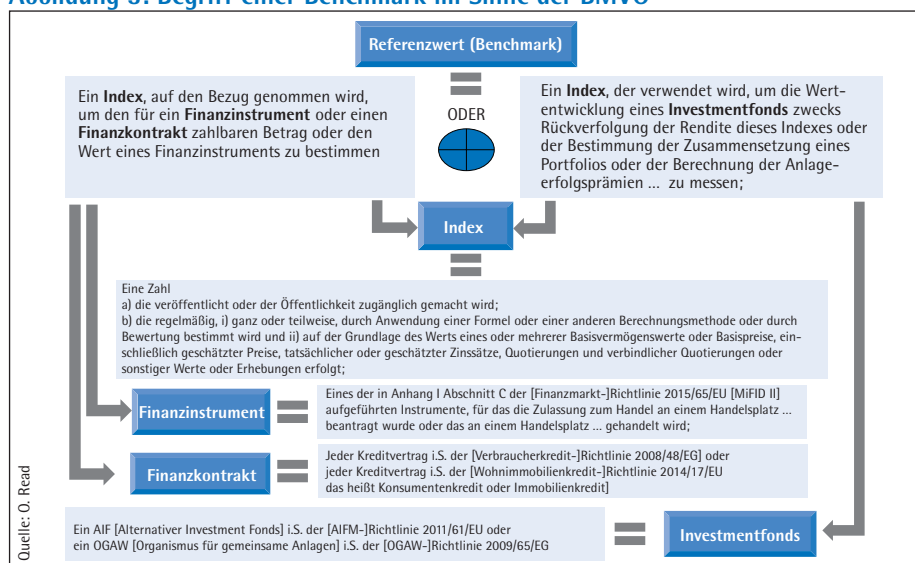 Abbildung 3: Begriff einer Benchmark im Sinne der BMVO
Referenzwert (Benchmark)
Ein Index, auf den Bezug genommen wird,
um den für ein Finanzinstrument oder einen
Finanzkontrakt zahlbaren Betrag oder den
Wert eines Finanzinstruments zu bestimmen
ODER
Ein Index, der verwendet wird, um die Wert-
entwicklung eines Investmentfonds zwecks
Rückverfolgung der Rendite dieses Indexes oder
der Bestimmung der Zusammensetzung eines
Portfolios oder der Berechnung der Anlage-
erfolgsprämien ... zu messen;
Index
Eine Zahl
a) die veröffentlicht oder der Öffentlichkeit zugänglich gemacht wird;
b) die regelmäßig, i) ganz oder teilweise, durch Anwendung einer Formel oder einer anderen Berechnungsmethode oder durch
Bewertung bestimmt wird und ii) auf der Grundlage des Werts eines oder mehrerer Basisvermögenswerte oder Basispreise, ein-
schließlich geschätzter Preise, tatsächlicher oder geschätzter Zinssätze, Quotierungen und verbindlicher Quotierungen oder
sonstiger Werte oder Erhebungen erfolgt;
Finanzinstrument
Eines der in Anhang I Abschnitt C der [Finanzmarkt-]Richtlinie 2015/65/EU [MiFID II]
aufgeführten Instrumente, für das die Zulassung zum Handel an einem Handelsplatz ...
beantragt wurde oder das an einem Handelsplatz ... gehandelt wird;
Finanzkontrakt
Jeder Kreditvertrag i.S. der [Verbraucherkredit-]Richtlinie 2008/48/EG] oder
jeder Kreditvertrag i.S. der [Wohnimmobilienkredit-]Richtlinie 2014/17/EU
das heißt Konsumentenkredit oder Immobilienkredit]
Ein AIF [Alternativer Investment Fonds] i.S. der [AIFM-]Richtlinie 2011/61/EU oder
ein OGAW [Organismus für gemeinsame Anlagen] i.S. der [OGAW-]Richtlinie 2009/65/EG
Investmentfonds
Quelle: O. Read